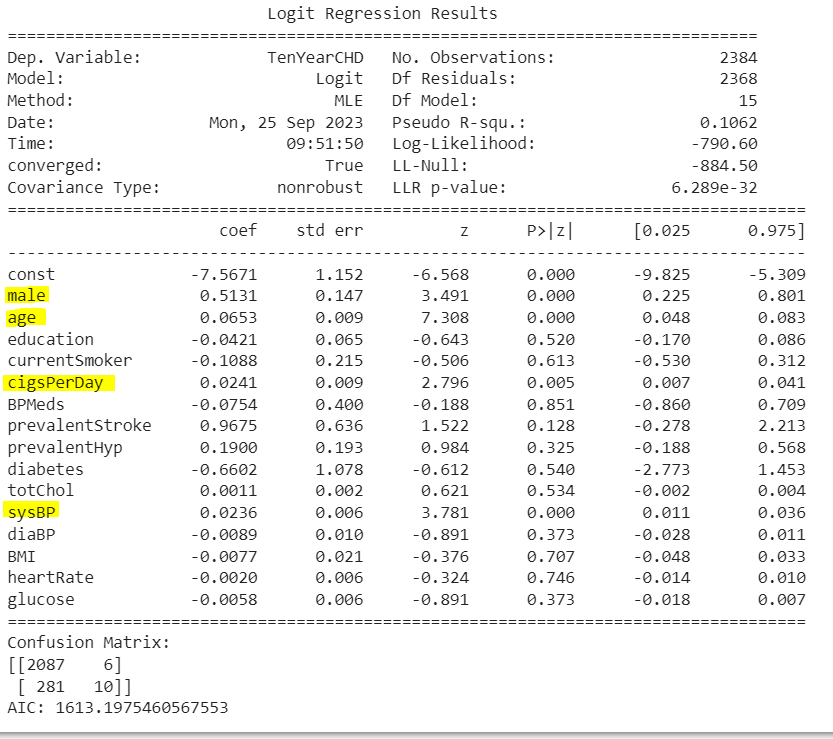 Logit Regression Results
==============================================================================
Dep. Variable: TenYearCHD No. Observations: 2384
Model: Logit Df Residuals: 2368
Method: MLE Df Model: 15
Date: Mon, 25 Sep 2023 Pseudo R-squ.: 0.1062
Time: 09:51:50 Log-Likelihood: -790.60
converged: True LL-Null: -884.50
Covariance Type: nonrobust LLR p-value: 6.289e-32
===================================================================================
coef std err z P>|z| [0.025 0.975]
-----------------------------------------------------------------------------------
const -7.5671 1.152 -6.568 0.000 -9.825 -5.309
male 0.5131 0.147 3.491 0.000 0.225 0.801
age 0.0653 0.009 7.308 0.000 0.048 0.083
education -0.0421 0.065 -0.643 0.520 -0.170 0.086
currentSmoker -0.1088 0.215 -0.506 0.613 -0.530 0.312
cigsPerDay 0.0241 0.009 2.796 0.005 0.007 0.041
BPMeds -0.0754 0.400 -0.188 0.851 -0.860 0.709
prevalentStroke 0.9675 0.636 1.522 0.128 -0.278 2.213
prevalentHyp 0.1900 0.193 0.984 0.325 -0.188 0.568
diabetes -0.6602 1.078 -0.612 0.540 -2.773 1.453
totChol 0.0011 0.002 0.621 0.534 -0.002 0.004
sysBP 0.0236 0.006 3.781 0.000 0.011 0.036
diaBP -0.0089 0.010 -0.891 0.373 -0.028 0.011
BMI -0.0077 0.021 -0.376 0.707 -0.048 0.033
heartRate -0.0020 0.006 -0.324 0.746 -0.014 0.010
glucose -0.0058 0.006 -0.891 0.373 -0.018 0.007
===================================================================================
Confusion Matrix:
[[2087 6]
[ 281 10]]
AIC: 1613.1975460567553